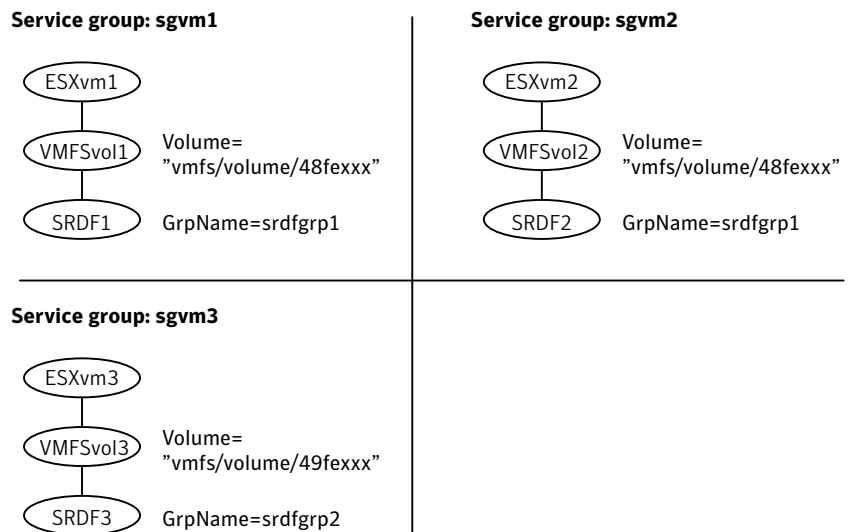 Service group: sgvm1
ESXvm1
VMFSvol1
Volume=
"vmfs/volume/48fexxx"
SRDF1
GrpName=srdfgrp1
Service group: sgvm2
ESXvm2
VMFSvol2
Volume=
"vmfs/volume/48fexxx"
SRDF2
GrpName=srdfgrp1
Service group: sgvm3
ESXvm3
VMFSvol3
Volume=
"vmfs/volume/49fexxx"
SRDF3
GrpName=srdfgrp2